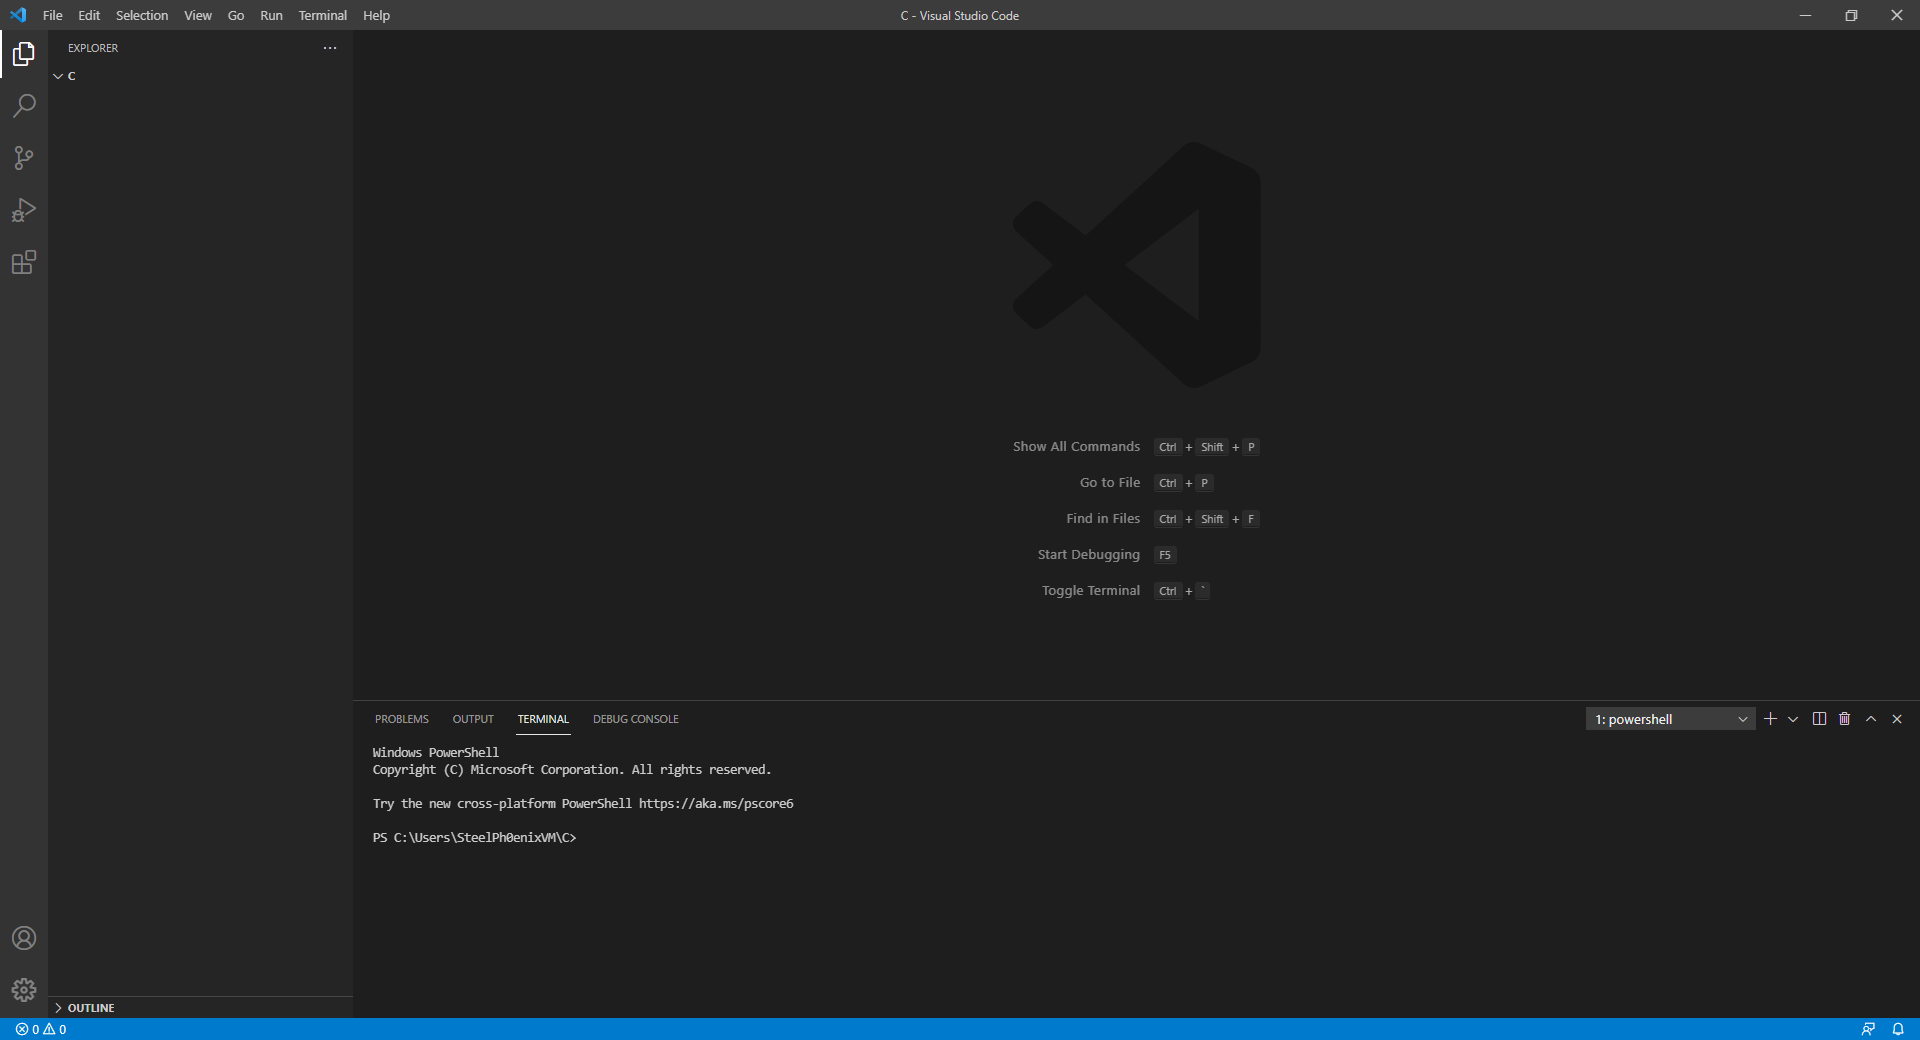 File Edit Selection View Go Run Terminal Help
C - Visual Studio Code
EXPLORER
C
Show All Commands Ctrl + Shift + P
Go to File Ctrl + P
Find in Files Ctrl + Shift + F
Start Debugging F5
Toggle Terminal Ctrl + `
PROBLEMS OUTPUT TERMINAL DEBUG CONSOLE
1: powershell
Windows PowerShell
Copyright (C) Microsoft Corporation. All rights reserved.
Try the new cross-platform PowerShell https://aka.ms/pscore6
PS C:\Users\SteelPh0enixVM\C>
OUTLINE
0 0